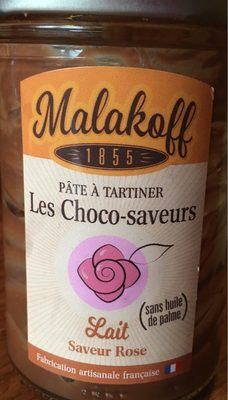 Malakoff
1855
PÂTE À TARTINER
Les Choco-saveurs
(sans huile
de palme)
Lait
Saveur Rose
Fabrication artisanale française